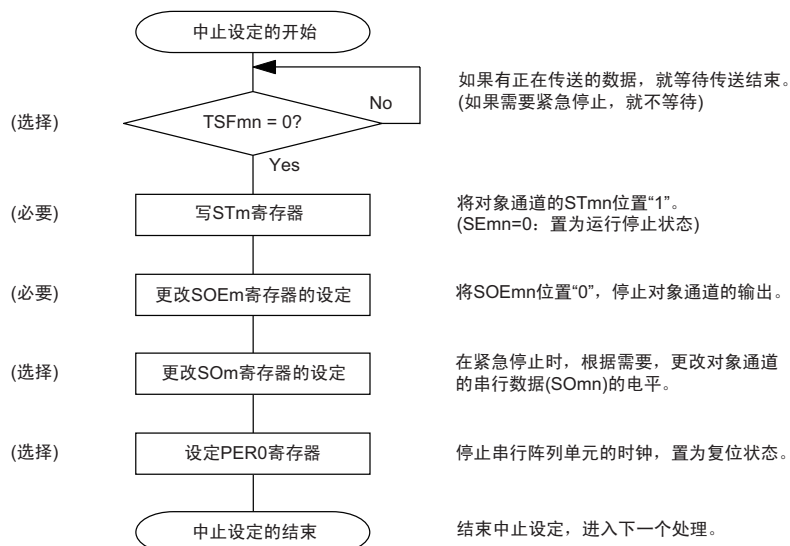 中止设定的开始
如果有正在传送的数据，就等待传送结束。
(如果需要紧急停止，就不等待)
No
(选择)
TSFmn = 0?
Yes
(必要)
写STm寄存器
将对象通道的STmn位置“1”。
(SEmn=0：置为运行停止状态)
(必要)
更改SOEm寄存器的设定
将SOEmn位置“0”，停止对象通道的输出。
(选择)
更改SOm寄存器的设定
在紧急停止时，根据需要，更改对象通道
的串行数据(SOmn)的电平。
(选择)
设定PER0寄存器
停止串行阵列单元的时钟，置为复位状态。
中止设定的结束
结束中止设定，进入下一个处理。